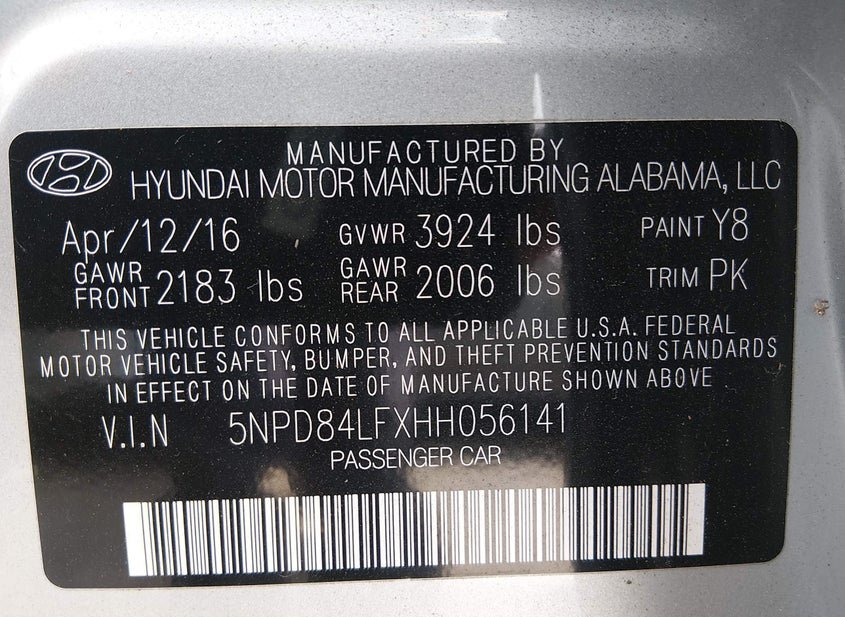 MANUFACTURED BY
HYUNDAI MOTOR MANUFACTURING ALABAMA, LLC
Apr/12/16 GVWR 3924 lbs PAINT Y8
GAWR FRONT 2183 lbs GAWR REAR 2006 lbs TRIM PK
THIS VEHICLE CONFORMS TO ALL APPLICABLE U.S.A. FEDERAL
MOTOR VEHICLE SAFETY, BUMPER, AND THEFT PREVENTION STANDARDS
IN EFFECT ON THE DATE OF MANUFACTURE SHOWN ABOVE
V.I.N 5NPD84LFXHH056141
PASSENGER CAR